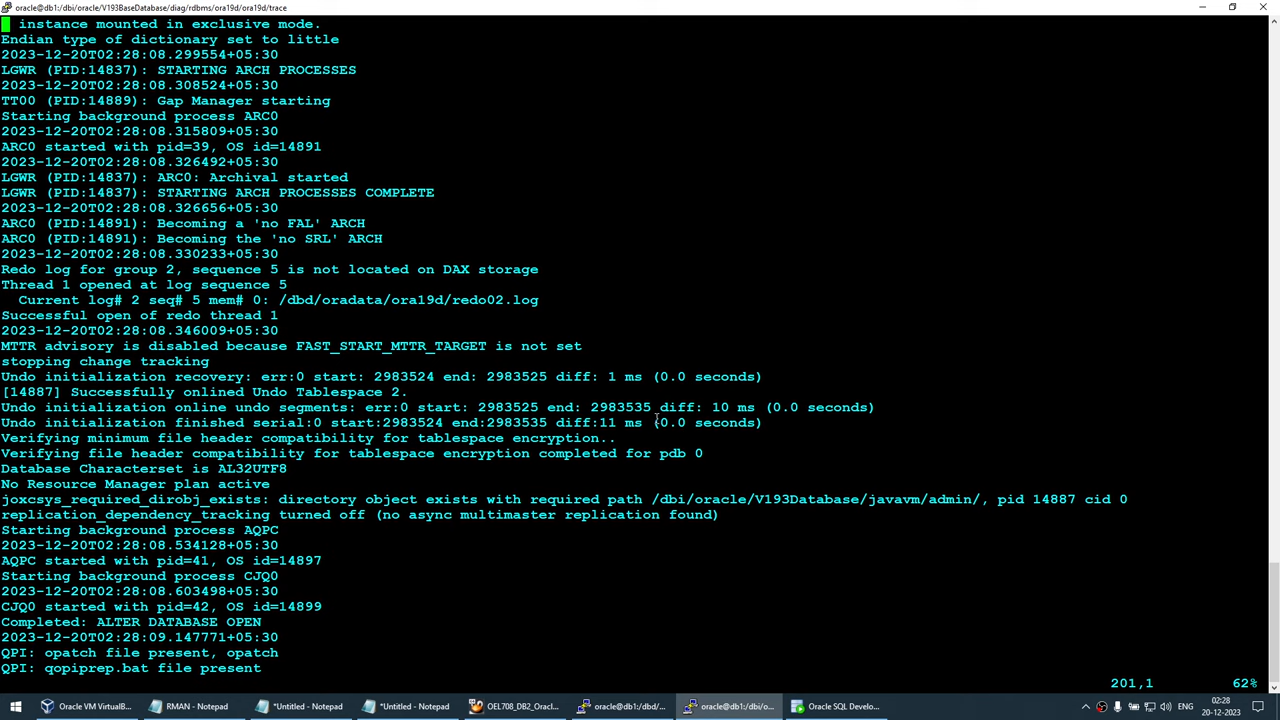 oracle@db1:/dbi/oracle/V193BaseDatabase/diag/rdbms/ora19d/ora19d/trace
instance mounted in exclusive mode.
Endian type of dictionary set to little
2023-12-20T02:28:08.299554+05:30
LGWR (PID:14837): STARTING ARCH PROCESSES
2023-12-20T02:28:08.308524+05:30
TT00 (PID:14889): Gap Manager starting
Starting background process ARC0
2023-12-20T02:28:08.315809+05:30
ARC0 started with pid=39, OS id=14891
2023-12-20T02:28:08.326492+05:30
LGWR (PID:14837): ARC0: Archival started
LGWR (PID:14837): STARTING ARCH PROCESSES COMPLETE
2023-12-20T02:28:08.326656+05:30
ARC0 (PID:14891): Becoming a 'no FAL' ARCH
ARC0 (PID:14891): Becoming the 'no SRL' ARCH
2023-12-20T02:28:08.330233+05:30
Redo log for group 2, sequence 5 is not located on DAX storage
Thread 1 opened at log sequence 5
Current log# 2 seq# 5 mem# 0: /dbd/oradata/ora19d/redo02.log
Successful open of redo thread 1
2023-12-20T02:28:08.346009+05:30
MTTR advisory is disabled because FAST_START_MTTR_TARGET is not set
stopping change tracking
Undo initialization recovery: err:0 start: 2983524 end: 2983525 diff: 1 ms (0.0 seconds)
[14887] Successfully onlined Undo Tablespace 2.
Undo initialization online undo segments: err:0 start: 2983525 end: 2983535 diff: 10 ms (0.0 seconds)
Undo initialization finished serial:0 start:2983524 end:2983535 diff:11 ms (0.0 seconds)
Verifying minimum file header compatibility for tablespace encryption..
Verifying file header compatibility for tablespace encryption completed for pdb 0
Database Characterset is AL32UTF8
No Resource Manager plan active
joxcsys_required_dirobj_exists: directory object exists with required path /dbi/oracle/V193Database/javavm/admin/, pid 14887 cid 0
replication_dependency_tracking turned off (no async multimaster replication found)
Starting background process AQPC
2023-12-20T02:28:08.534128+05:30
AQPC started with pid=41, OS id=14897
Starting background process CJQ0
2023-12-20T02:28:08.603498+05:30
CJQ0 started with pid=42, OS id=14899
Completed: ALTER DATABASE OPEN
2023-12-20T02:28:09.147771+05:30
QPI: opatch file present, opatch
QPI: qopiprep.bat file present
201,1 62%
Oracle VM VirtualB... RMAN - Notepad *Untitled - Notepad *Untitled - Notepad OEL708_DB2_Oracl... oracle@db1:/dbd/... oracle@db1:/dbi/o... Oracle SQL Develo...
02:28
20-12-2023